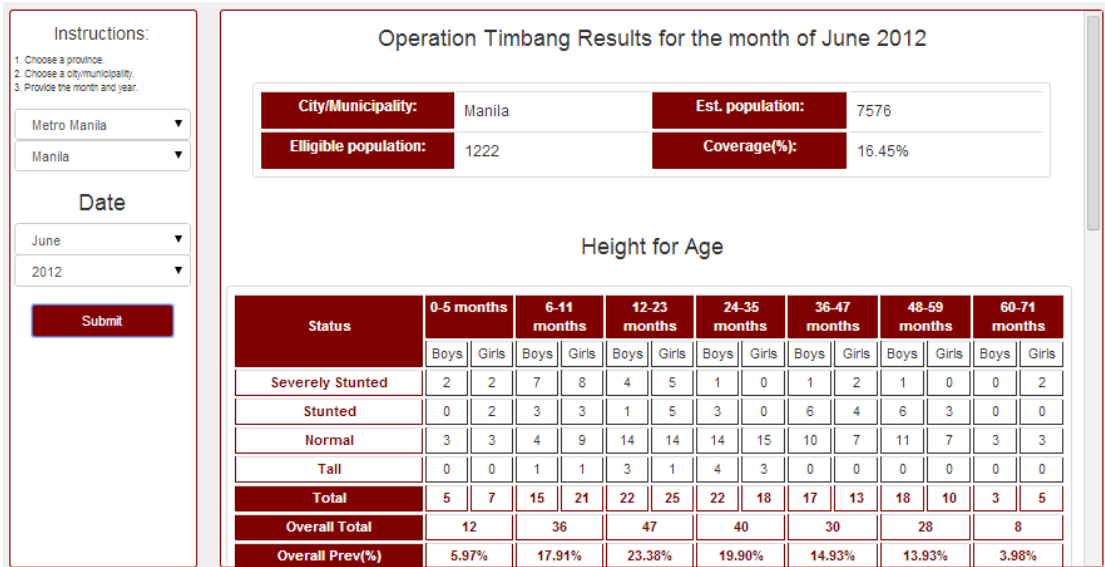 Instructions:
1. Choose a province.
2. Choose a city/municipality.
3. Provide the month and year.
Metro Manila
Manila
Date
June
2012
Submit
Operation Timbang Results for the month of June 2012
City/Municipality: Manila Est. population: 7576
Elligible population: 1222 Coverage(%): 16.45%
Height for Age
Status 0-5 months 6-11 months 12-23 months 24-35 months 36-47 months 48-59 months 60-71 months
Boys Girls Boys Girls Boys Girls Boys Girls Boys Girls Boys Girls Boys Girls
Severely Stunted 2 2 7 8 4 5 1 0 1 2 1 0 0 2
Stunted 0 2 3 3 1 5 3 0 6 4 6 3 0 0
Normal 3 3 4 9 14 14 14 15 10 7 11 7 3 3
Tall 0 0 1 1 3 1 4 3 0 0 0 0 0 0
Total 5 7 15 21 22 25 22 18 17 13 18 10 3 5
Overall Total 12 36 47 40 30 28 8
Overall Prev(%) 5.97% 17.91% 23.38% 19.90% 14.93% 13.93% 3.98%